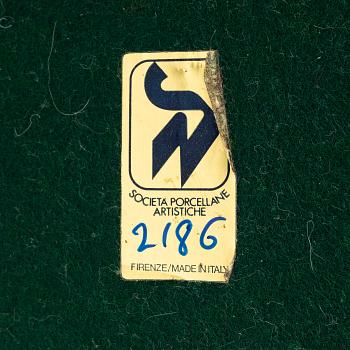 SOCIETA PORCELLANE
ARTISTICHE
2186
FIRENZE/MADE IN ITALY